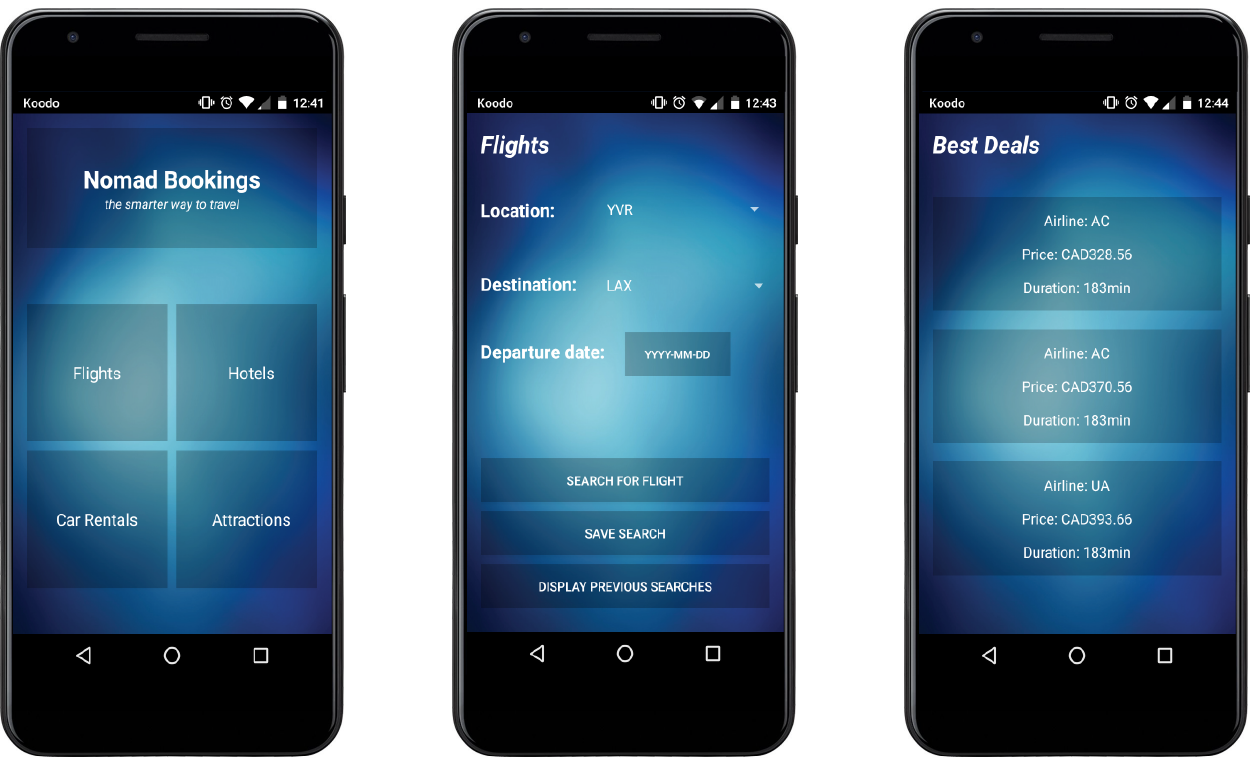 Koodo 12:41
Nomad Bookings
the smarter way to travel
Flights Hotels
Car Rentals Attractions
Koodo 12:43
Flights
Location: YVR
Destination: LAX
Departure date: YYYY-MM-DD
SEARCH FOR FLIGHT
SAVE SEARCH
DISPLAY PREVIOUS SEARCHES
Koodo 12:44
Best Deals
Airline: AC
Price: CAD328.56
Duration: 183min
Airline: AC
Price: CAD370.56
Duration: 183min
Airline: UA
Price: CAD393.66
Duration: 183min